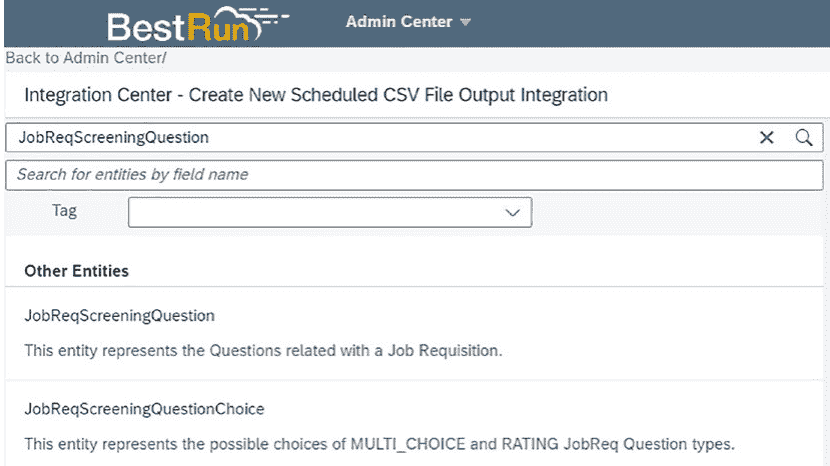 BestRun
Admin Center
Back to Admin Center/
Integration Center - Create New Scheduled CSV File Output Integration
JobReqScreeningQuestion
Search for entities by field name
Tag
Other Entities
JobReqScreeningQuestion
This entity represents the Questions related with a Job Requisition.
JobReqScreeningQuestionChoice
This entity represents the possible choices of MULTI_CHOICE and RATING JobReq Question types.